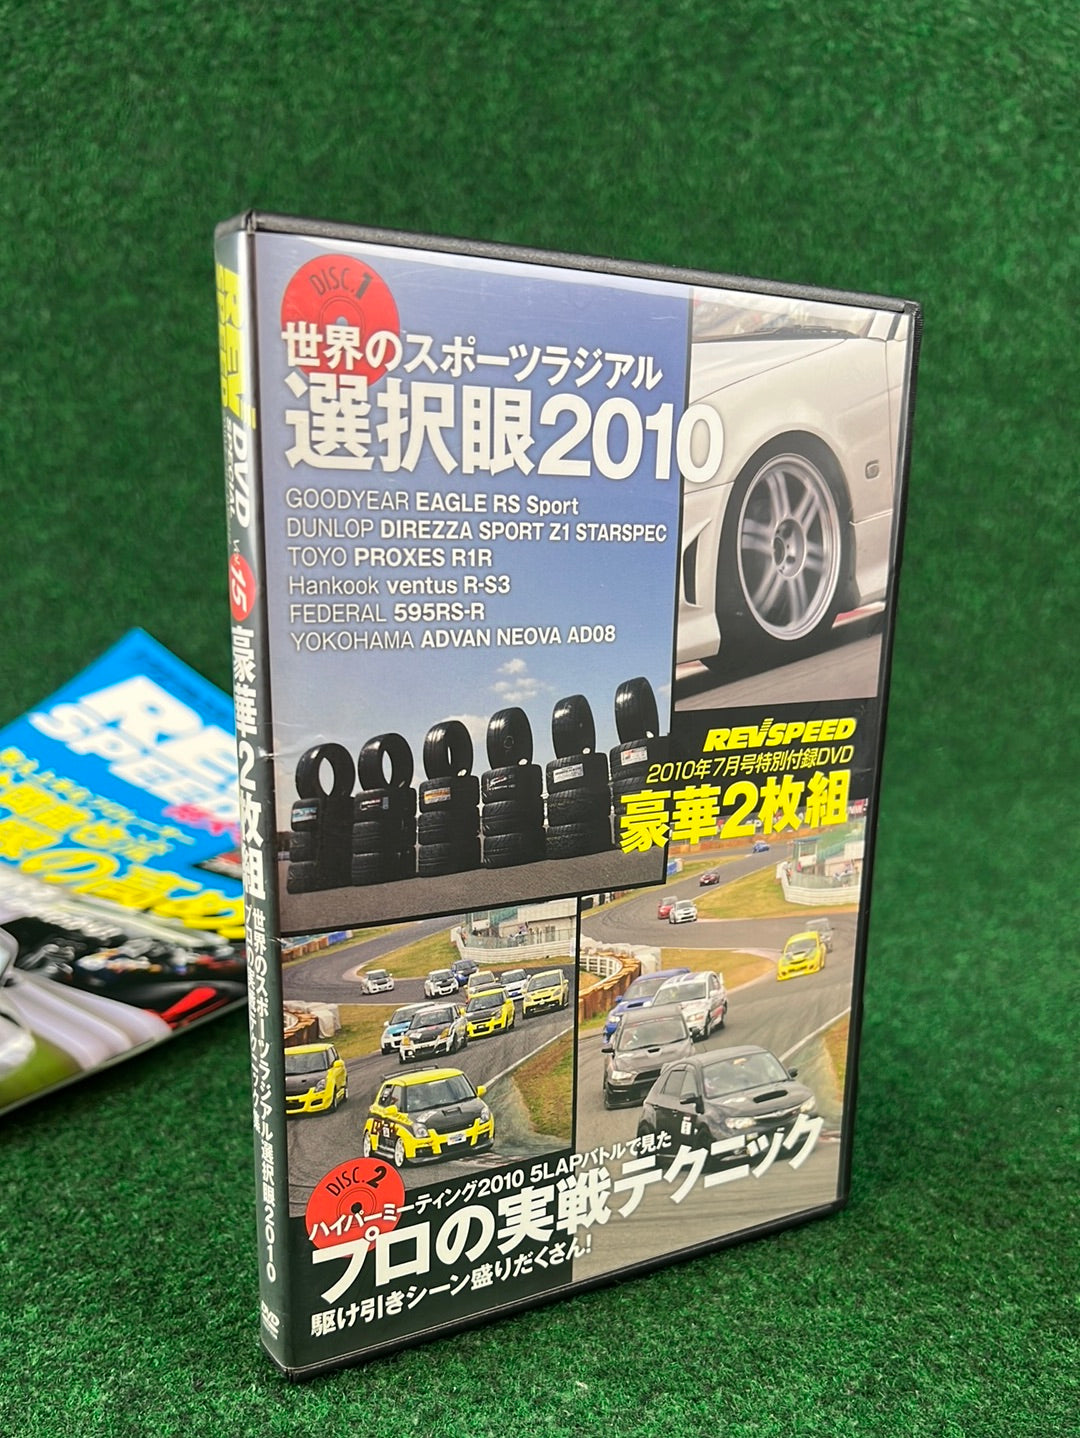 DISC.1
世界のスポーツラジアル
選択眼2010
GOODYEAR EAGLE RS Sport
DUNLOP DIREZZA SPORT Z1 STARSPEC
TOYO PROXES R1R
Hankook ventus R-S3
FEDERAL 595RS-R
YOKOHAMA ADVAN NEOVA AD08
REVSPEED
2010年7月号特別付録DVD
豪華2枚組
DISC.2
ハイパーミーティング2010 5LAPバトルで見た
プロの実戦テクニック
駆け引きシーン盛りだくさん!
DVD
SPECIAL
15
豪華2枚組
世界のスポーツラジアル選択眼2010
DVD